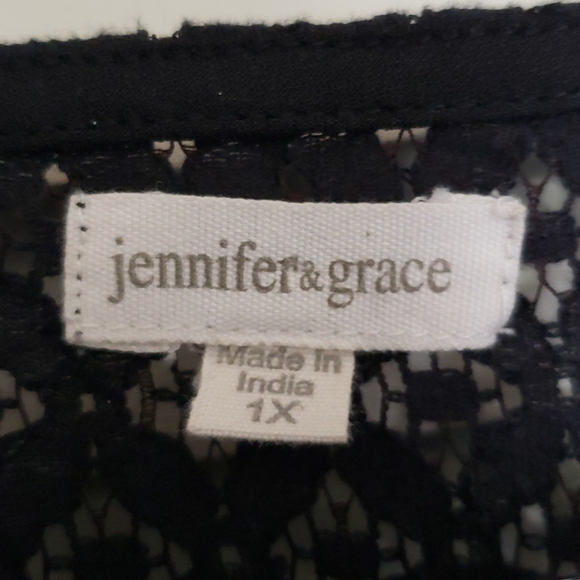 jennifer&grace
Made In
India
1X